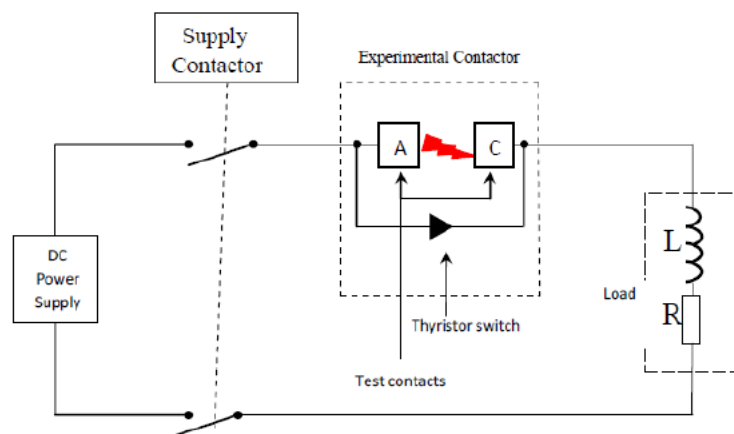 Supply
Contactor
Experimental Contactor
A
C
DC
Power
Supply
L
Load
R
Thyristor switch
Test contacts